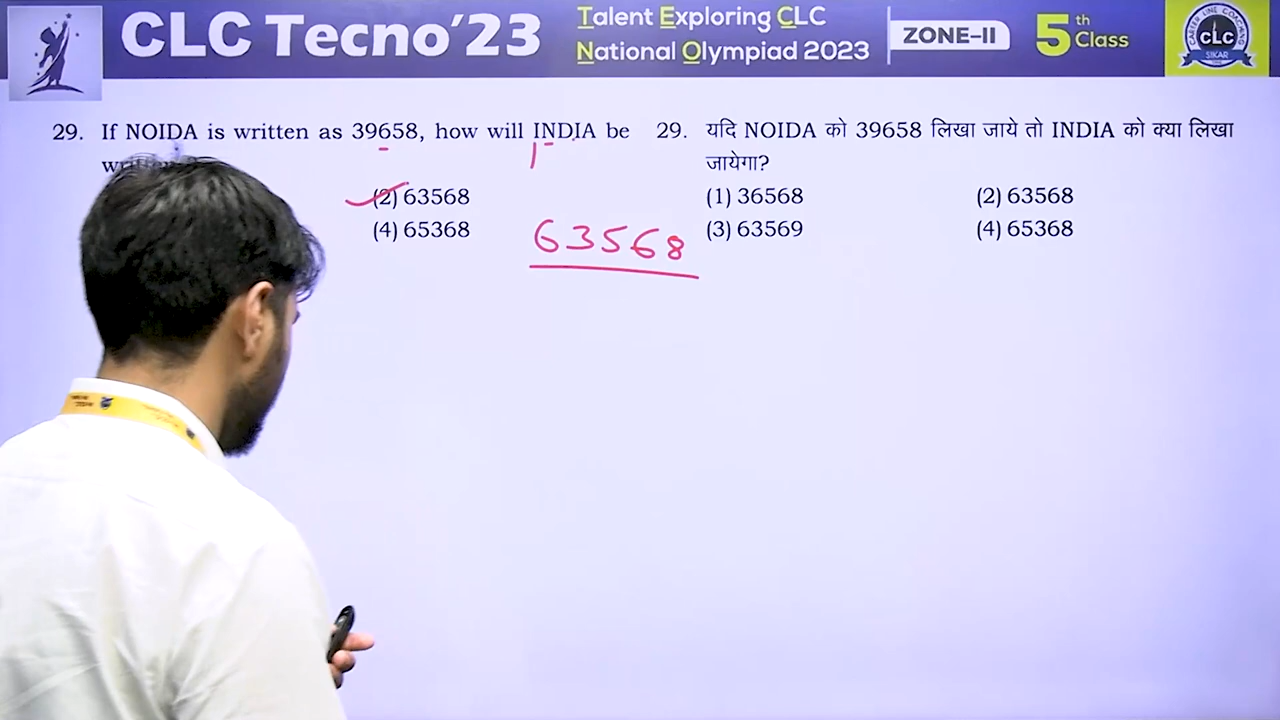 CLC Tecno'23
Talent Exploring CLC
National Olympiad 2023
ZONE–II
5th Class
CLC
SIKAR
29. If NOIDA is written as 39658, how will INDIA be
(2) 63568
(4) 65368
63568
29. यदि NOIDA को 39658 लिखा जाये तो INDIA को क्या लिखा
जायेगा?
(1) 36568 (2) 63568
(3) 63569 (4) 65368